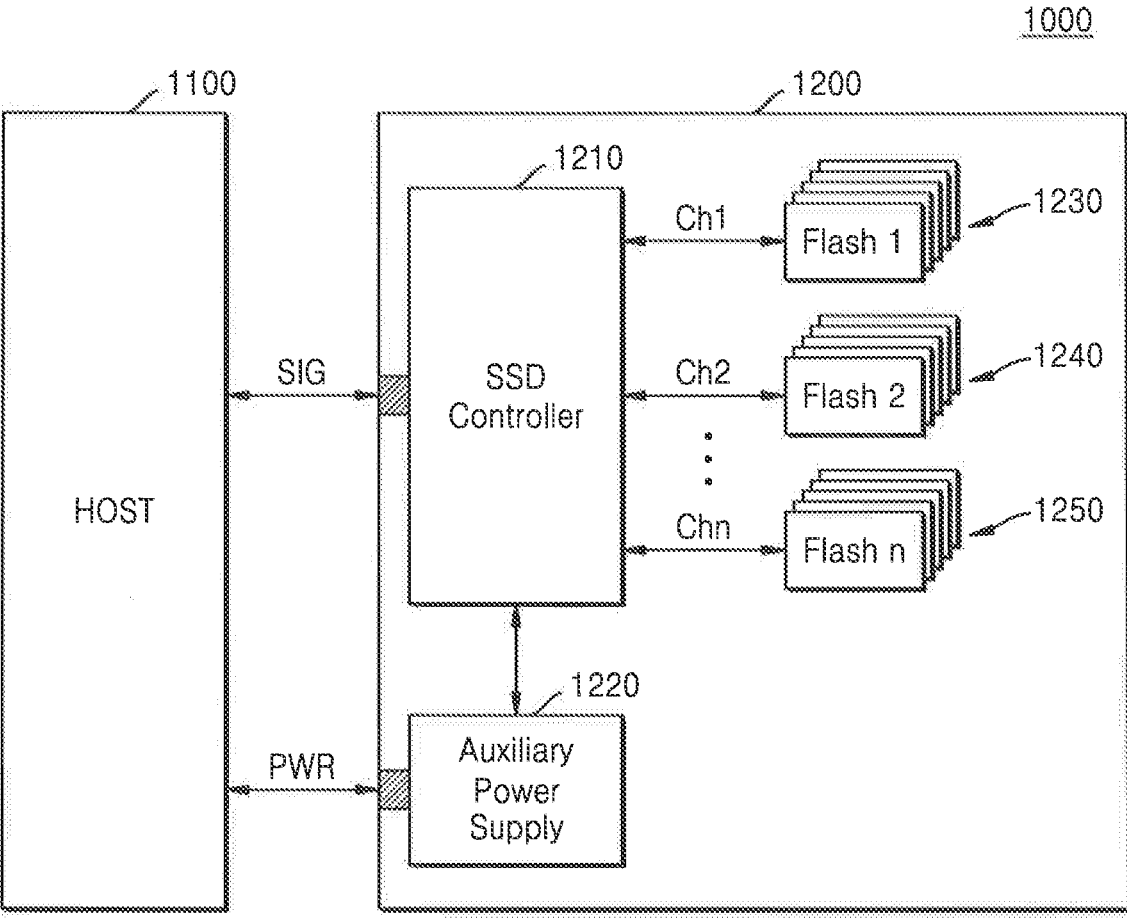 1000
1100
1200
1210
Ch1
Flash 1
1230
SIG
SSD
Controller
Ch2
Flash 2
1240
HOST
Chn
Flash n
1250
1220
PWR
Auxiliary
Power
Supply